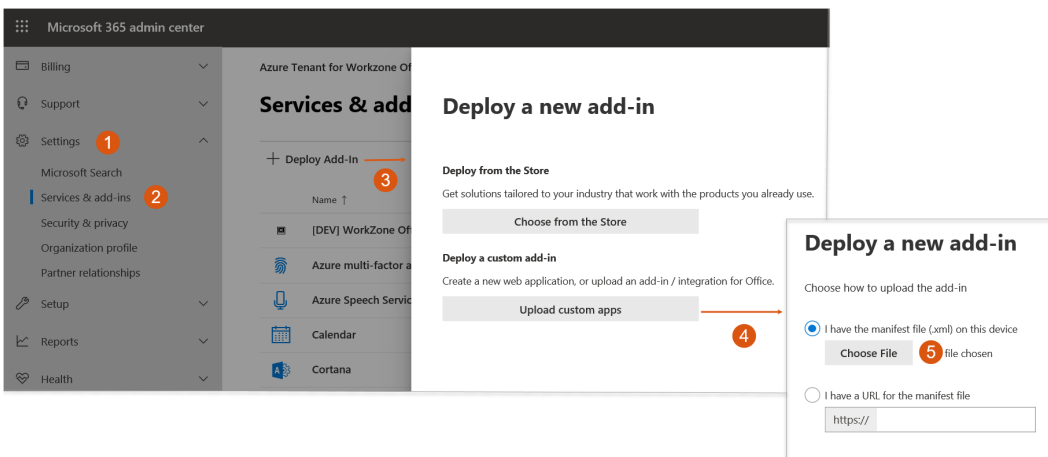 Microsoft 365 admin center
Billing
Support
Settings 1
Microsoft Search
Services & add-ins 2
Security & privacy
Organization profile
Partner relationships
Setup
Reports
Health
Azure Tenant for Workzone Of
Services & add
+ Deploy Add-In
3
Name ↑
[DEV] WorkZone Of
Azure multi-factor a
Azure Speech Servic
Calendar
Cortana
Deploy a new add-in
Deploy from the Store
Get solutions tailored to your industry that work with the products you already use.
Choose from the Store
Deploy a custom add-in
Create a new web application, or upload an add-in / integration for Office.
Upload custom apps
4
Deploy a new add-in
Choose how to upload the add-in
I have the manifest file (.xml) on this device
Choose File 5 file chosen
I have a URL for the manifest file
https://